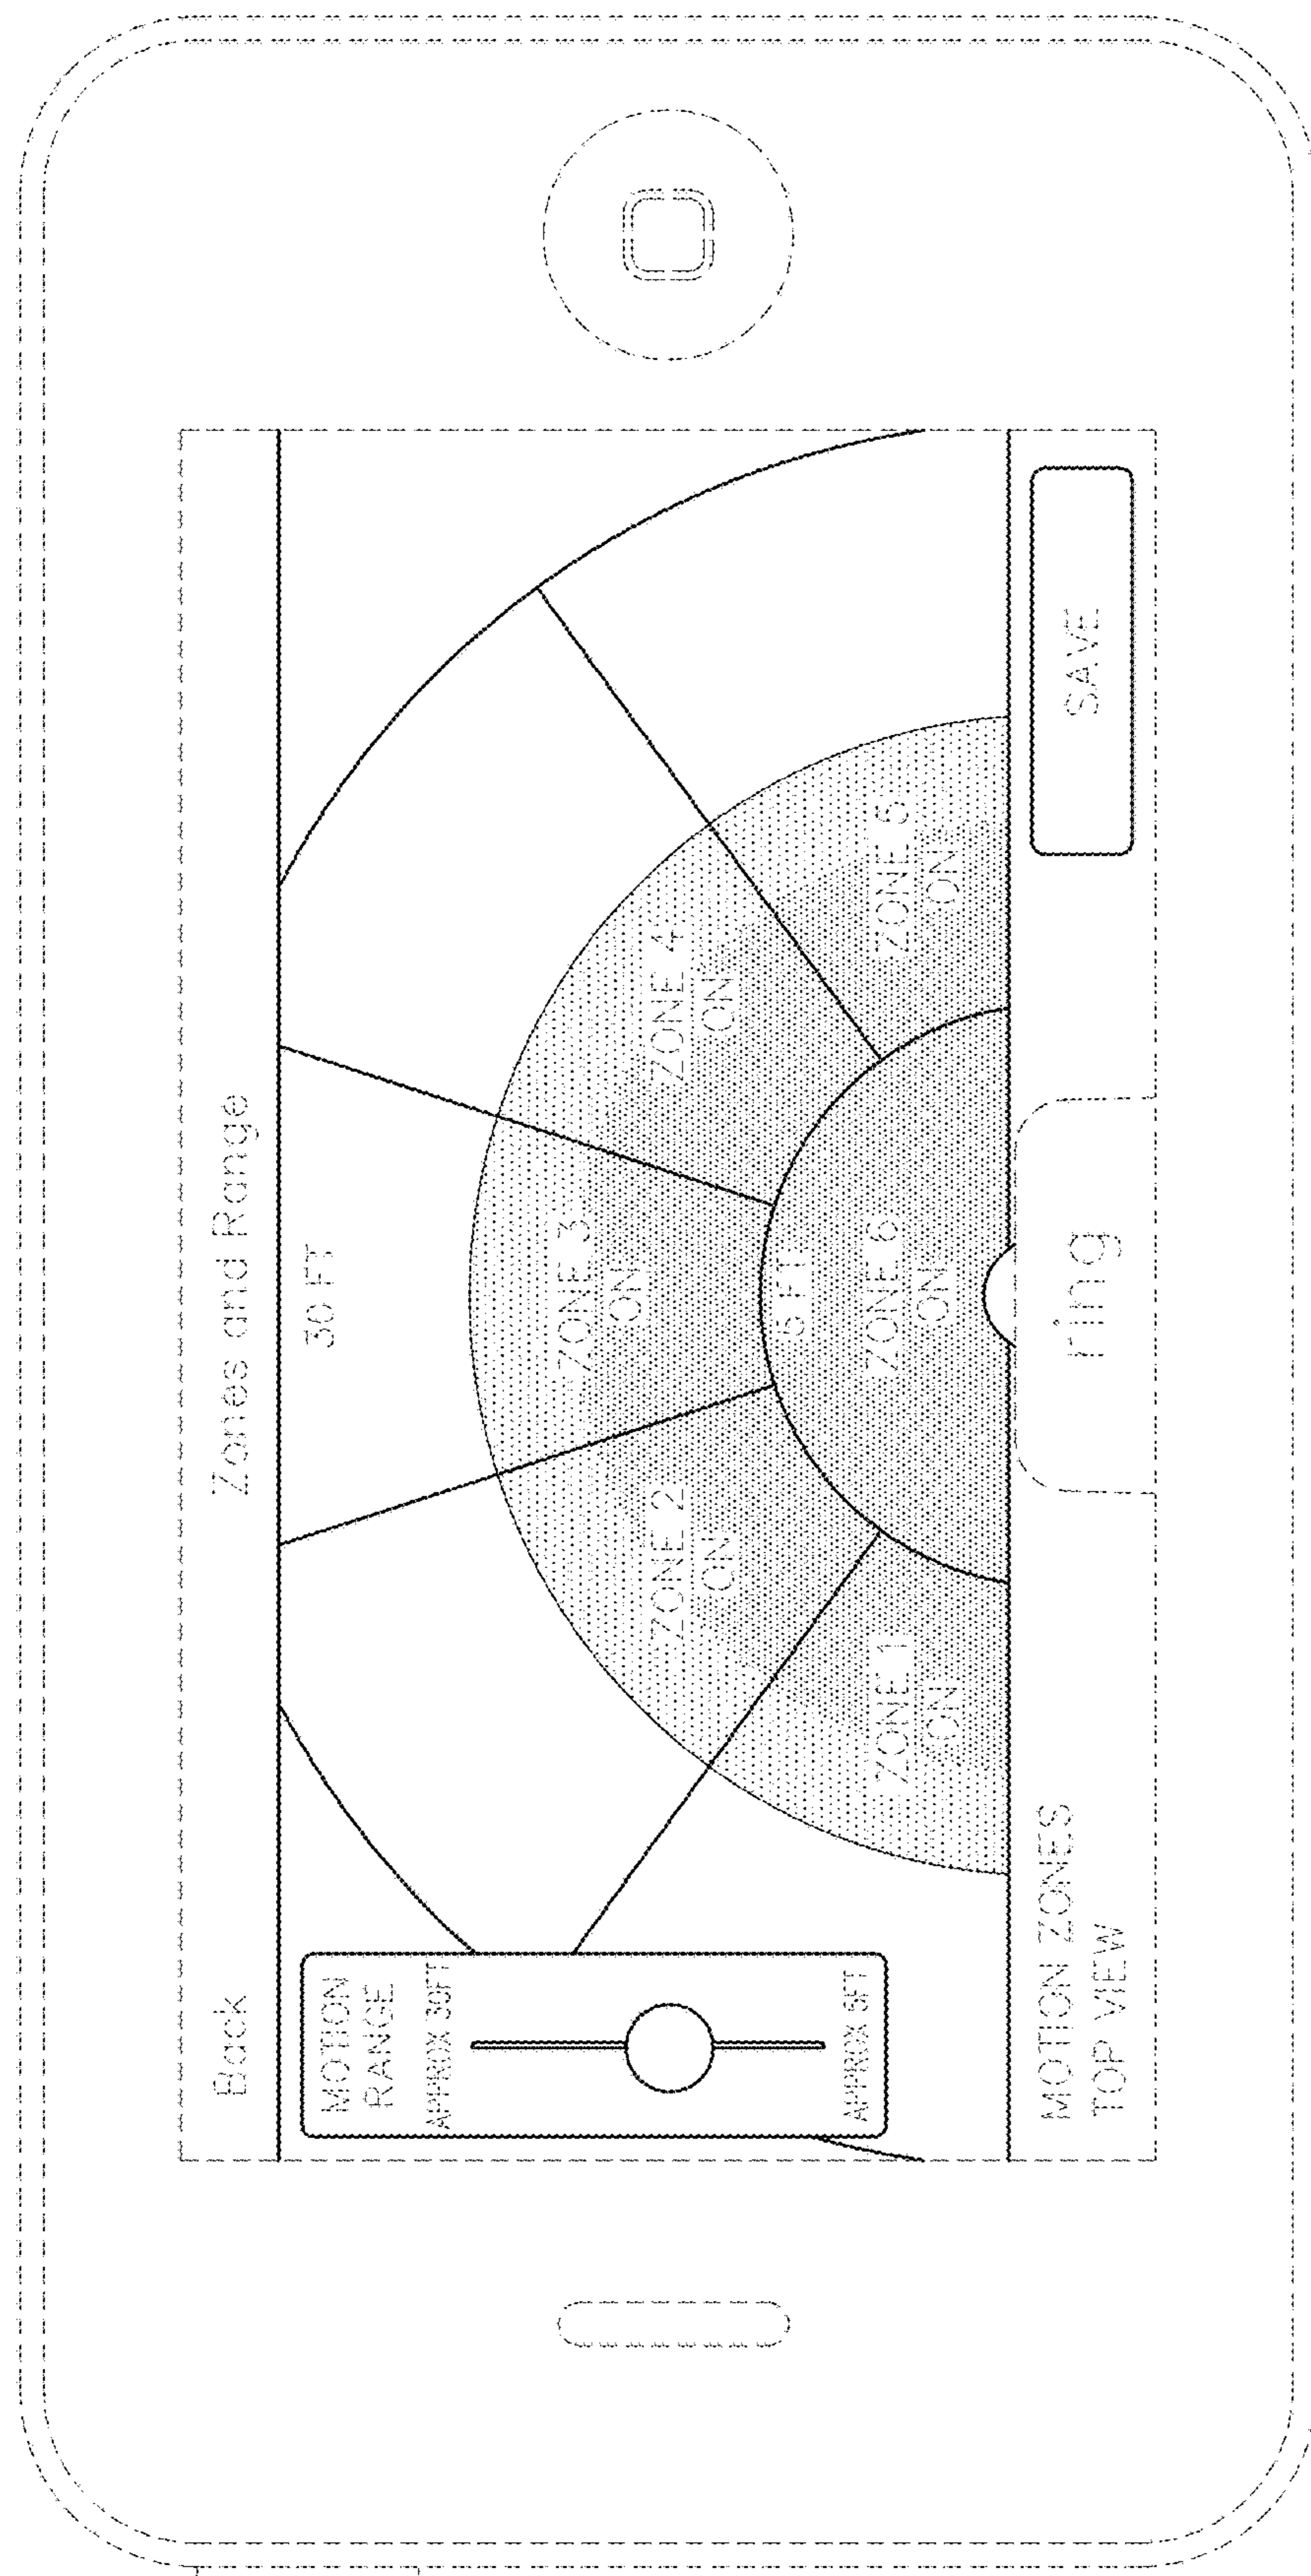 Back
Zones and Range
30 FT
MOTION
RANGE
APPROX 30FT
APPROX 5FT
ZONE 1
ON
ZONE 2
ON
ZONE 3
ON
ZONE 4
ON
ZONE 5
ON
5 FT
ZONE 6
ON
MOTION ZONES
TOP VIEW
ring
SAVE